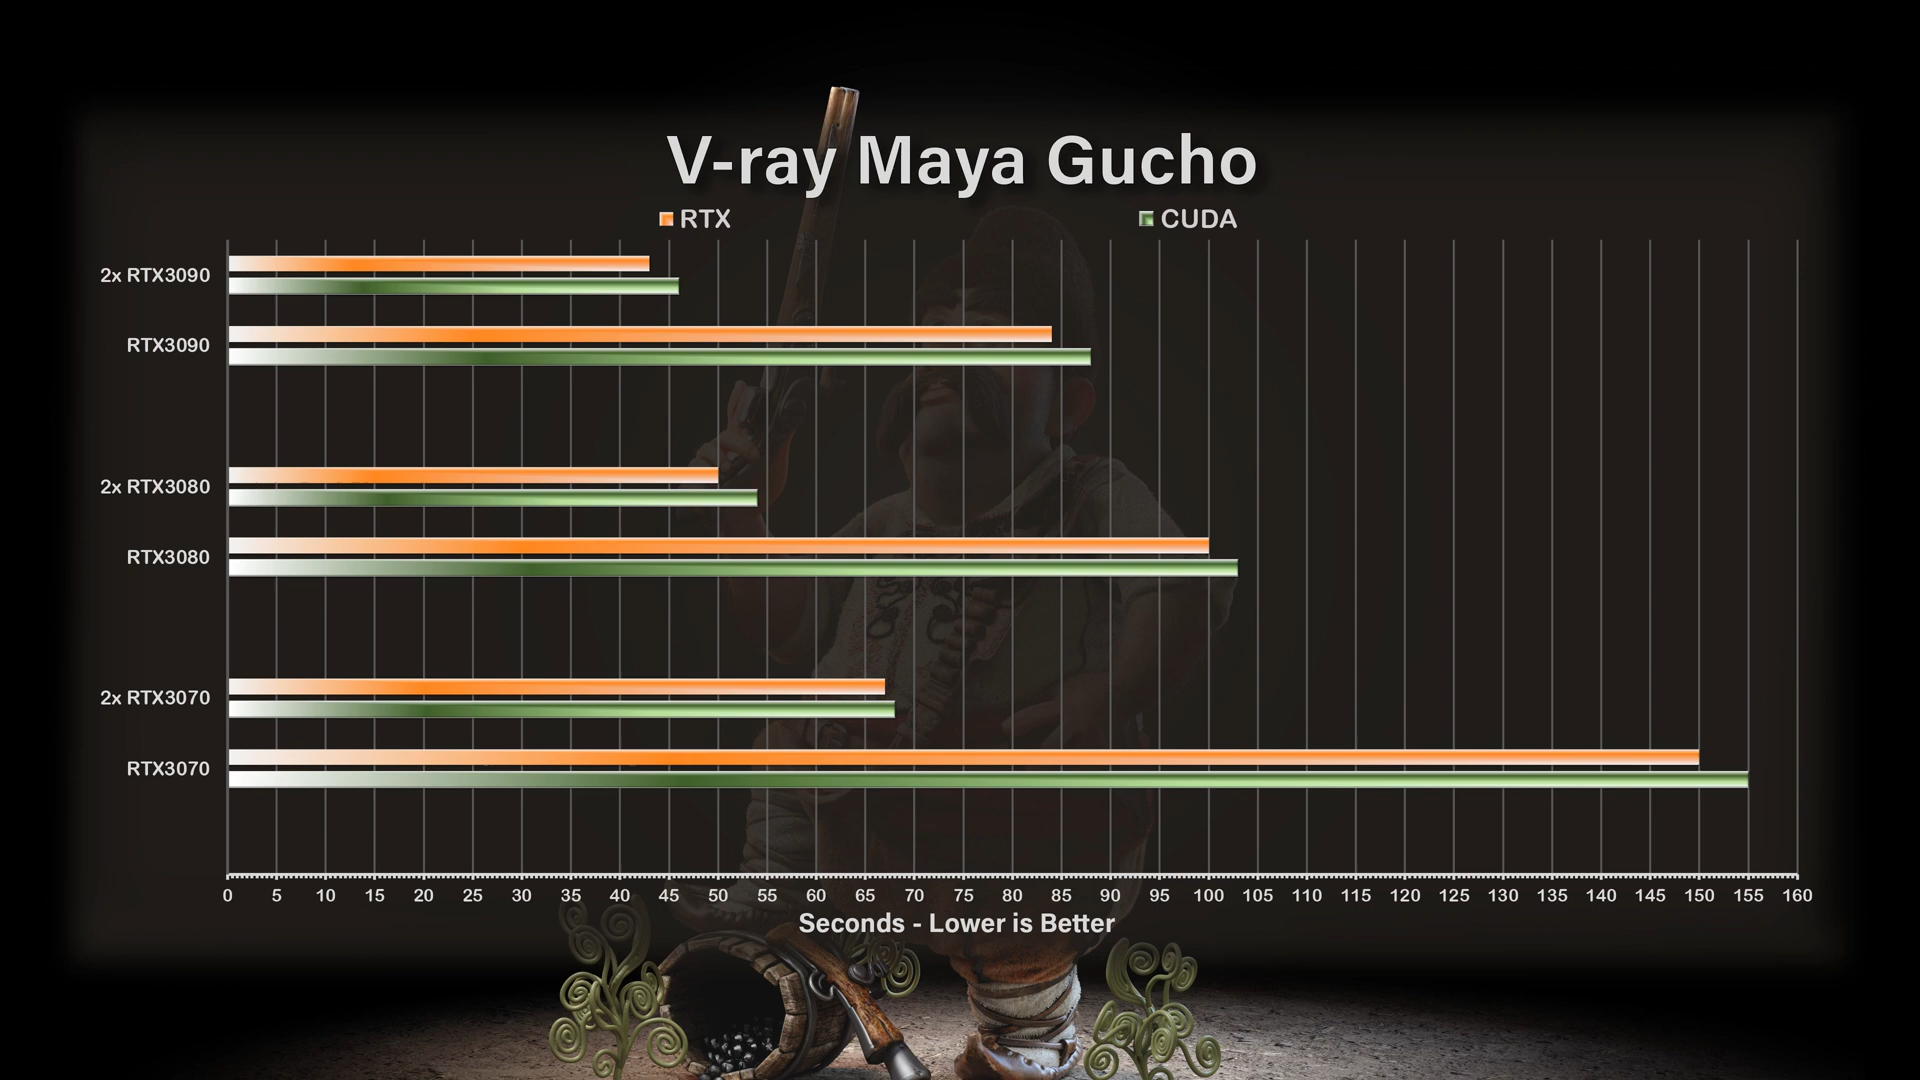 V-ray Maya Gucho
RTX
CUDA
2x RTX3090
RTX3090
2x RTX3080
RTX3080
2x RTX3070
RTX3070
0 5 10 15 20 25 30 35 40 45 50 55 60 65 70 75 80 85 90 95 100 105 110 115 120 125 130 135 140 145 150 155 160
Seconds - Lower is Better